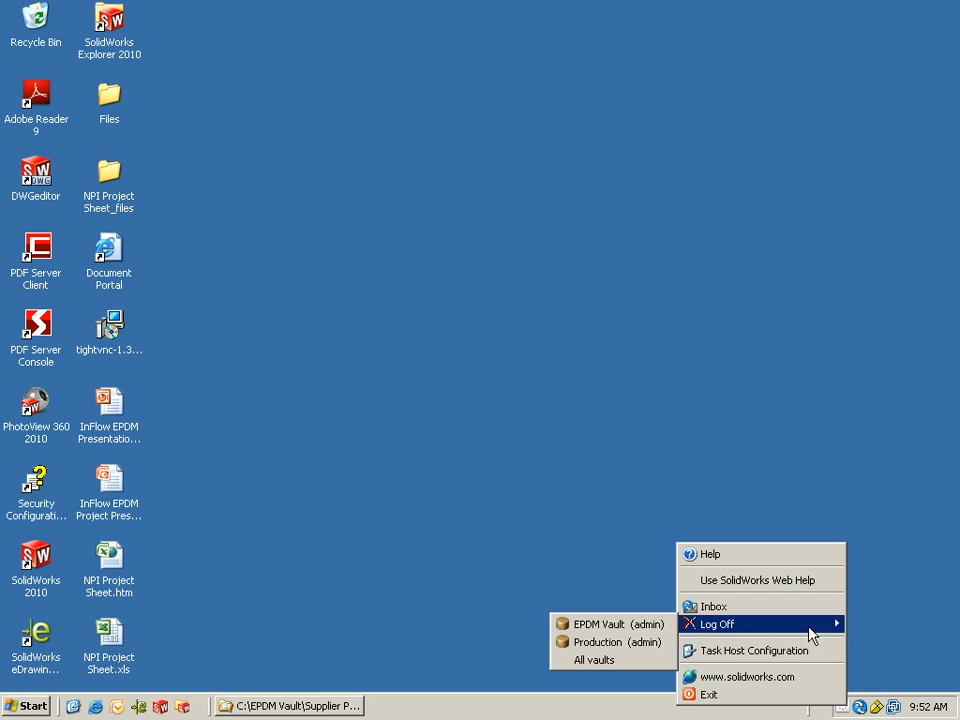 Recycle Bin
SolidWorks
Explorer 2010
Adobe Reader
9
Files
DWGeditor
NPI Project
Sheet_files
PDF Server
Client
Document
Portal
PDF Server
Console
tightvnc-1.3...
PhotoView 360
2010
InFlow EPDM
Presentatio...
Security
Configurati...
InFlow EPDM
Project Pres...
SolidWorks
2010
NPI Project
Sheet.htm
SolidWorks
eDrawin...
NPI Project
Sheet.xls
Help
Use SolidWorks Web Help
Inbox
Log Off
Task Host Configuration
www.solidworks.com
Exit
EPDM Vault (admin)
Production (admin)
All vaults
Start
C:\EPDM Vault\Supplier P...
9:52 AM